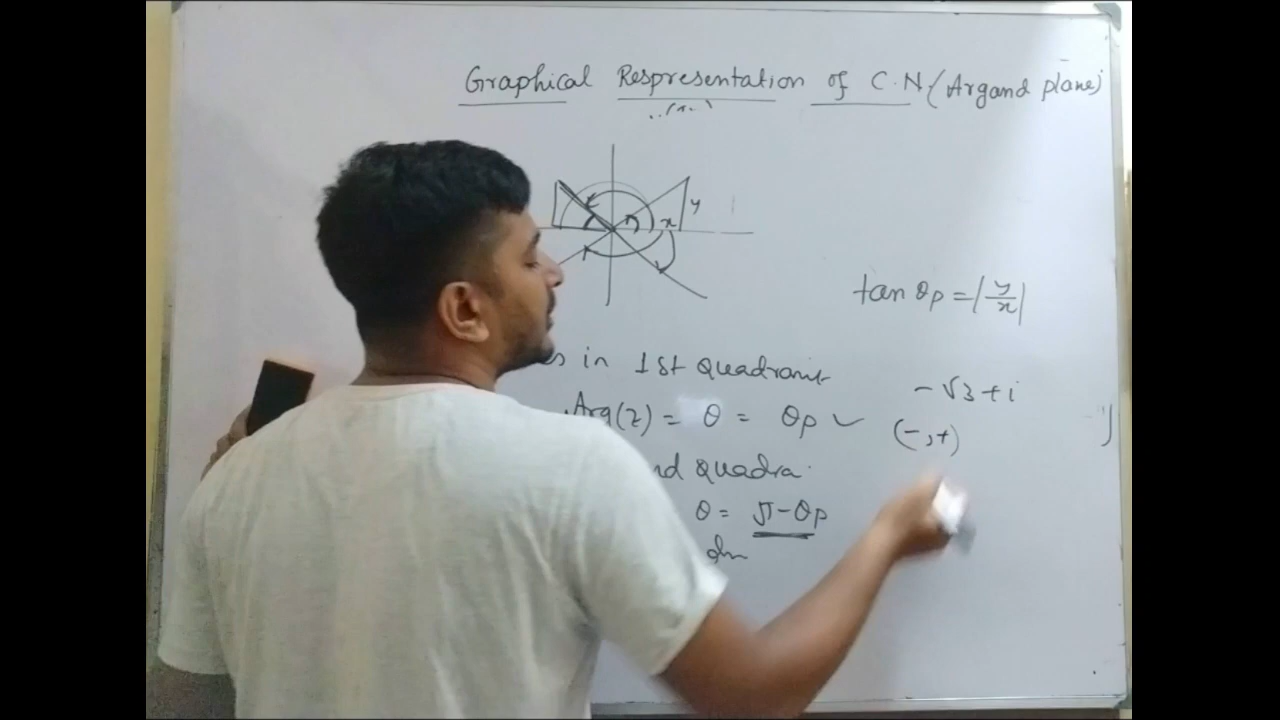 Graphical Respresentation of C.N (Argand plane)
y
x
tan θp = |y/x|
in 1st Quadrant
-√3 + i
Arg(z) = θ = θp ✓
(-,+)
nd Quadra.
θ = π - θp